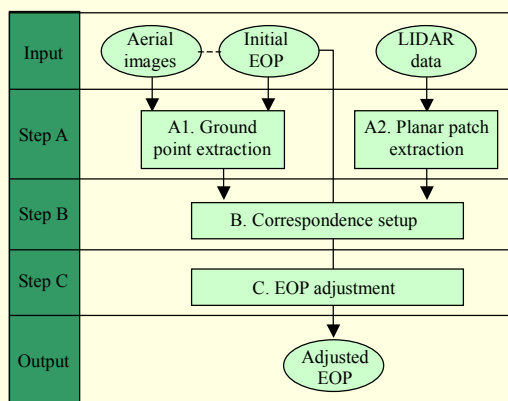 Input
Aerial
images
Initial
EOP
LIDAR
data
Step A
A1. Ground
point extraction
A2. Planar patch
extraction
Step B
B. Correspondence setup
Step C
C. EOP adjustment
Output
Adjusted
EOP